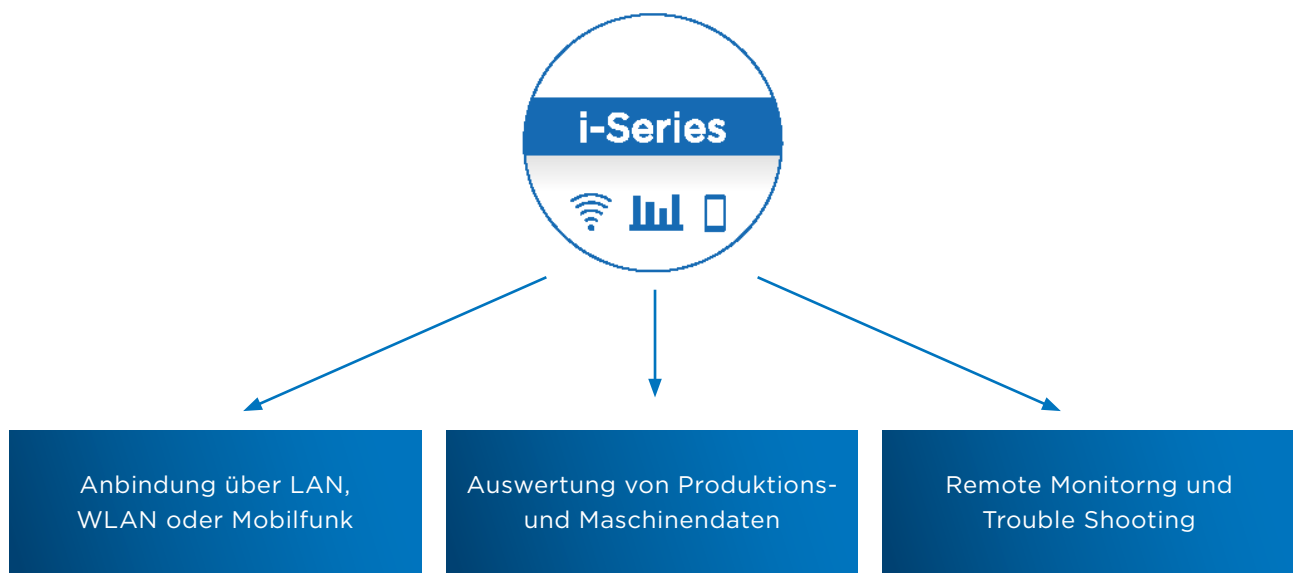 i-Series
Anbindung über LAN,
WLAN oder Mobilfunk
Auswertung von Produktions-
und Maschinendaten
Remote Monitorng und
Trouble Shooting